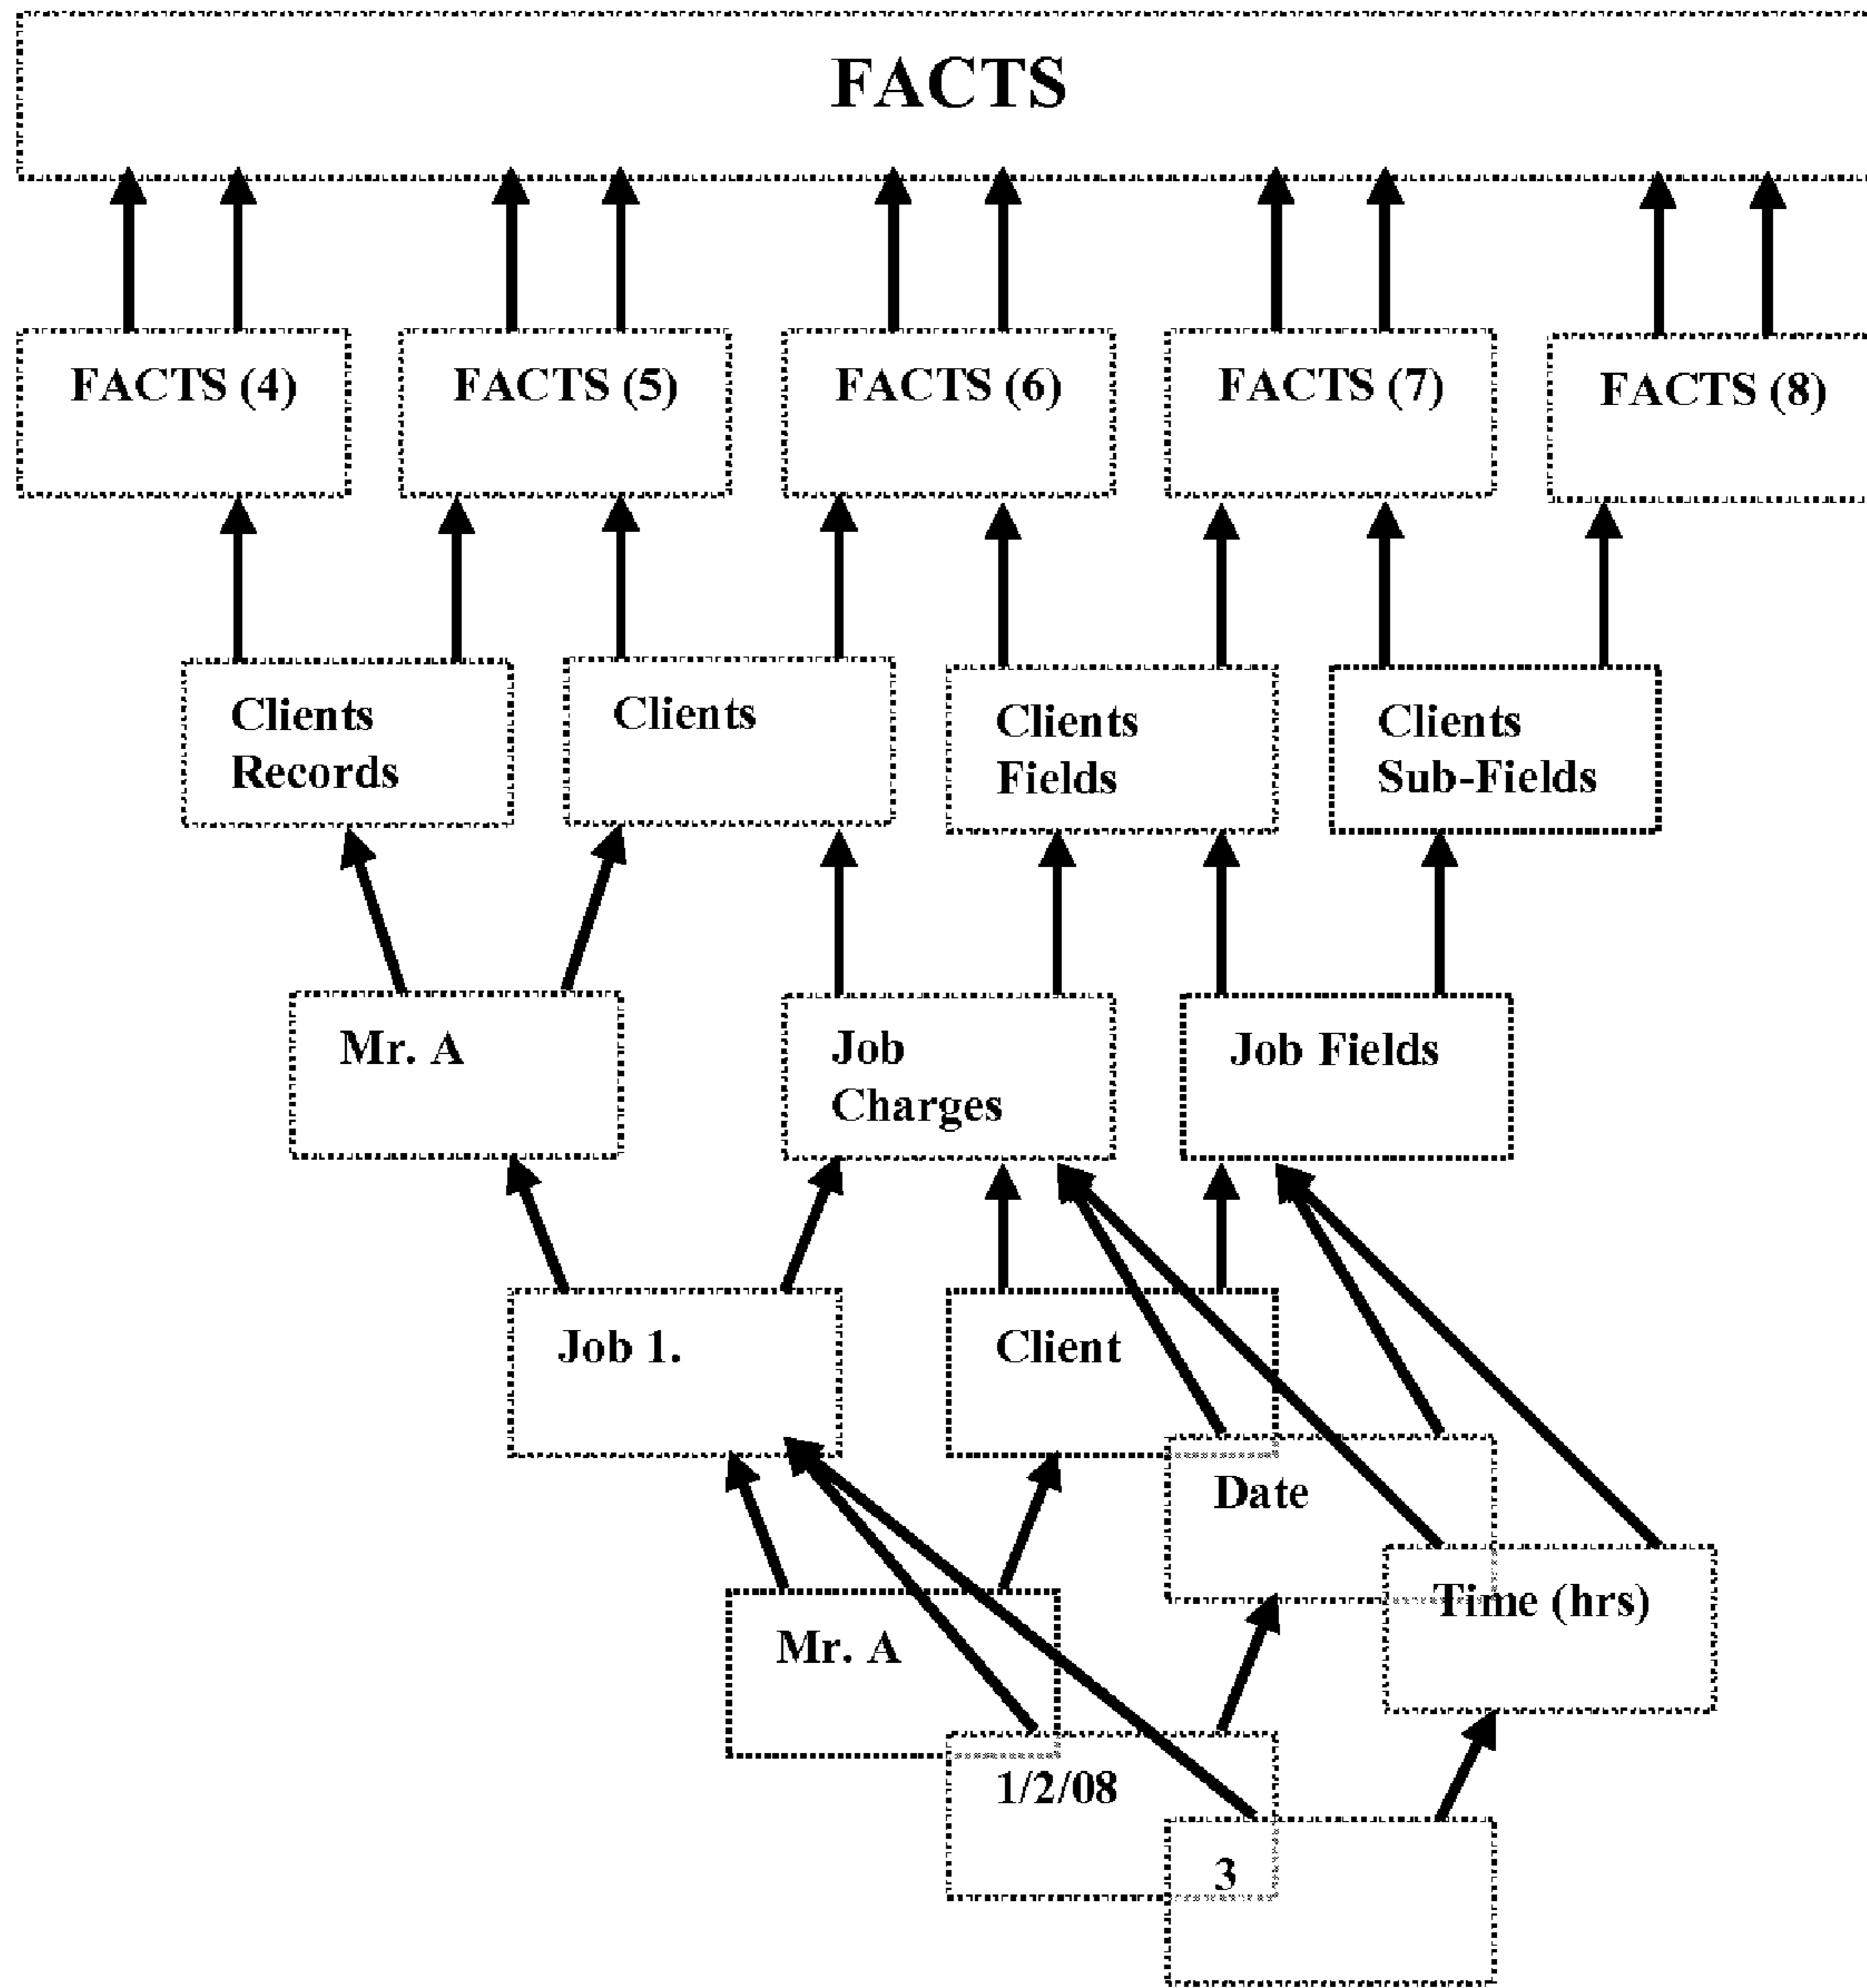 FACTS
FACTS (4)
FACTS (5)
FACTS (6)
FACTS (7)
FACTS (8)
Clients
Records
Clients
Clients
Fields
Clients
Sub-Fields
Mr. A
Job
Charges
Job Fields
Job 1.
Client
Date
Time (hrs)
Mr. A
1/2/08
3